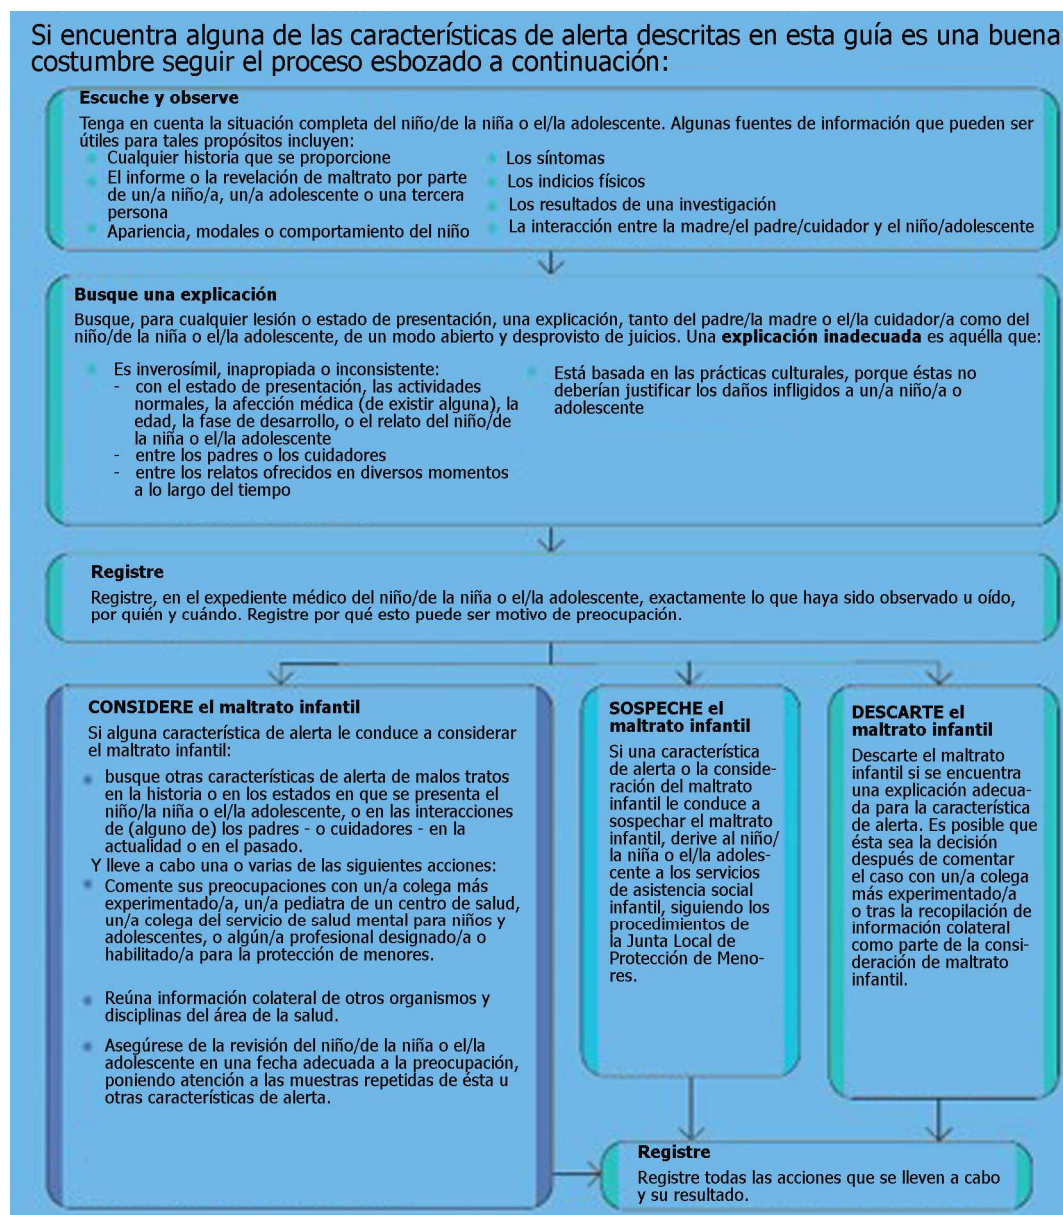 Si encuentra alguna de las características de alerta descritas en esta guía es una buena
costumbre seguir el proceso esbozado a continuación:
Escuche y observe
Tenga en cuenta la situación completa del niño/de la niña o el/la adolescente. Algunas fuentes de información que pueden ser
útiles para tales propósitos incluyen:
Cualquier historia que se proporcione
El informe o la revelación de maltrato por parte
de un/a niño/a, un/a adolescente o una tercera
persona
Apariencia, modales o comportamiento del niño
Los síntomas
Los indicios físicos
Los resultados de una investigación
La interacción entre la madre/el padre/cuidador y el niño/adolescente
Busque una explicación
Busque, para cualquier lesión o estado de presentación, una explicación, tanto del padre/la madre o el/la cuidador/a como del
niño/de la niña o el/la adolescente, de un modo abierto y desprovisto de juicios. Una explicación inadecuada es aquélla que:
Es inverosímil, inapropiada o inconsistente:
- con el estado de presentación, las actividades
normales, la afección médica (de existir alguna), la
edad, la fase de desarrollo, o el relato del niño/de
la niña o el/la adolescente
- entre los padres o los cuidadores
- entre los relatos ofrecidos en diversos momentos
a lo largo del tiempo
Está basada en las prácticas culturales, porque éstas no
deberían justificar los daños infligidos a un/a niño/a o
adolescente
Registre
Registre, en el expediente médico del niño/de la niña o el/la adolescente, exactamente lo que haya sido observado u oído,
por quién y cuándo. Registre por qué esto puede ser motivo de preocupación.
CONSIDERE el maltrato infantil
Si alguna característica de alerta le conduce a considerar
el maltrato infantil:
busque otras características de alerta de malos tratos
en la historia o en los estados en que se presenta el
niño/la niña o el/la adolescente, o en las interacciones
de (alguno de) los padres - o cuidadores - en la
actualidad o en el pasado.
Y lleve a cabo una o varias de las siguientes acciones:
Comente sus preocupaciones con un/a colega más
experimentado/a, un/a pediatra de un centro de salud,
un/a colega del servicio de salud mental para niños y
adolescentes, o algún/a profesional designado/a o
habilitado/a para la protección de menores.
Reúna información colateral de otros organismos y
disciplinas del área de la salud.
Asegúrese de la revisión del niño/de la niña o el/la
adolescente en una fecha adecuada a la preocupación,
poniendo atención a las muestras repetidas de ésta u
otras características de alerta.
SOSPECHE el
maltrato infantil
Si una característica
de alerta o la conside-
ración del maltrato
infantil le conduce a
sospechar el maltrato
infantil, derive al niño/
la niña o el/la adoles-
cente a los servicios
de asistencia social
infantil, siguiendo los
procedimientos de
la Junta Local de
Protección de Meno-
res.
DESCARTE el
maltrato infantil
Descarte el maltrato
infantil si se encuentra
una explicación adecua-
da para la característica
de alerta. Es posible que
ésta sea la decisión
después de comentar
el caso con un/a colega
más experimentado/a
o tras la recopilación de
información colateral
como parte de la consi-
deración de maltrato
infantil.
Registre
Registre todas las acciones que se lleven a cabo
y su resultado.